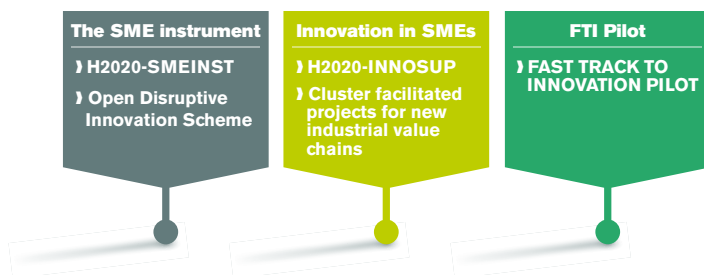 The SME instrument
❱ H2020-SMEINST
❱ Open Disruptive
Innovation Scheme
Innovation in SMEs
❱ H2020-INNOSUP
❱ Cluster facilitated
projects for new
industrial value
chains
FTI Pilot
❱ FAST TRACK TO
INNOVATION PILOT